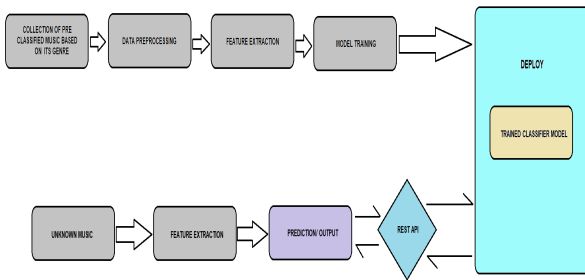 COLLECTION OF PRE
CLASSIFIED MUSIC BASED
ON ITS GENRE
DATA PREPROCESSING
FEATURE EXTRACTION
MODEL TRAINING
DEPLOY
TRAINED CLASSIFIER MODEL
UNKNOWN MUSIC
FEATURE EXTRACTION
PREDICTION/ OUTPUT
REST API